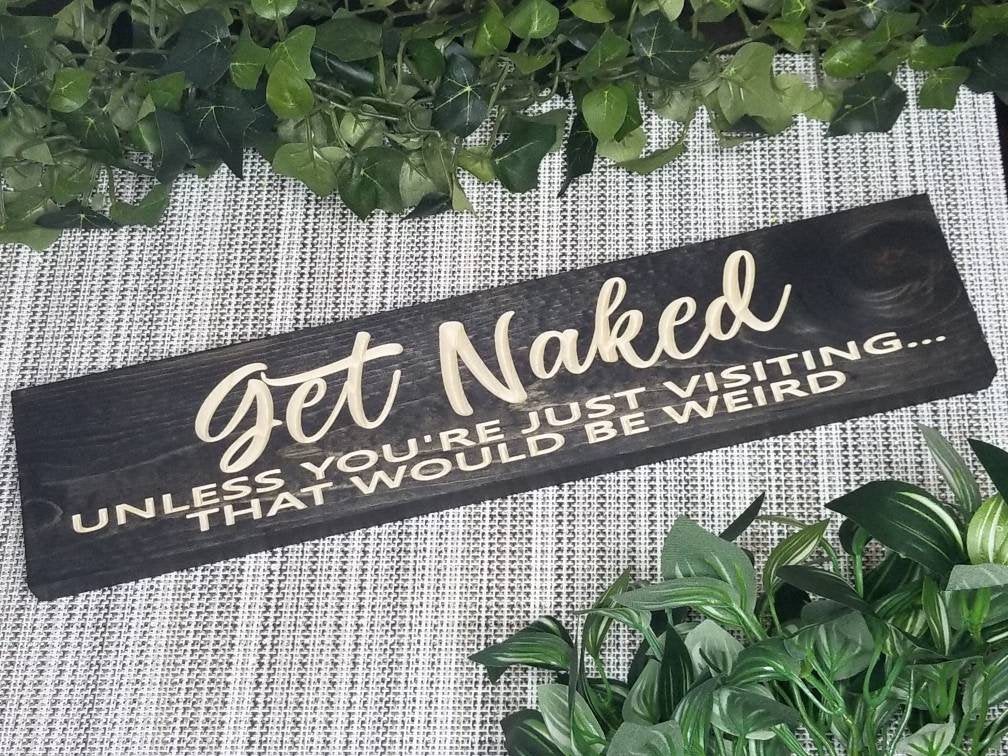 Get Naked
UNLESS YOU'RE JUST VISITING...
THAT WOULD BE WEIRD